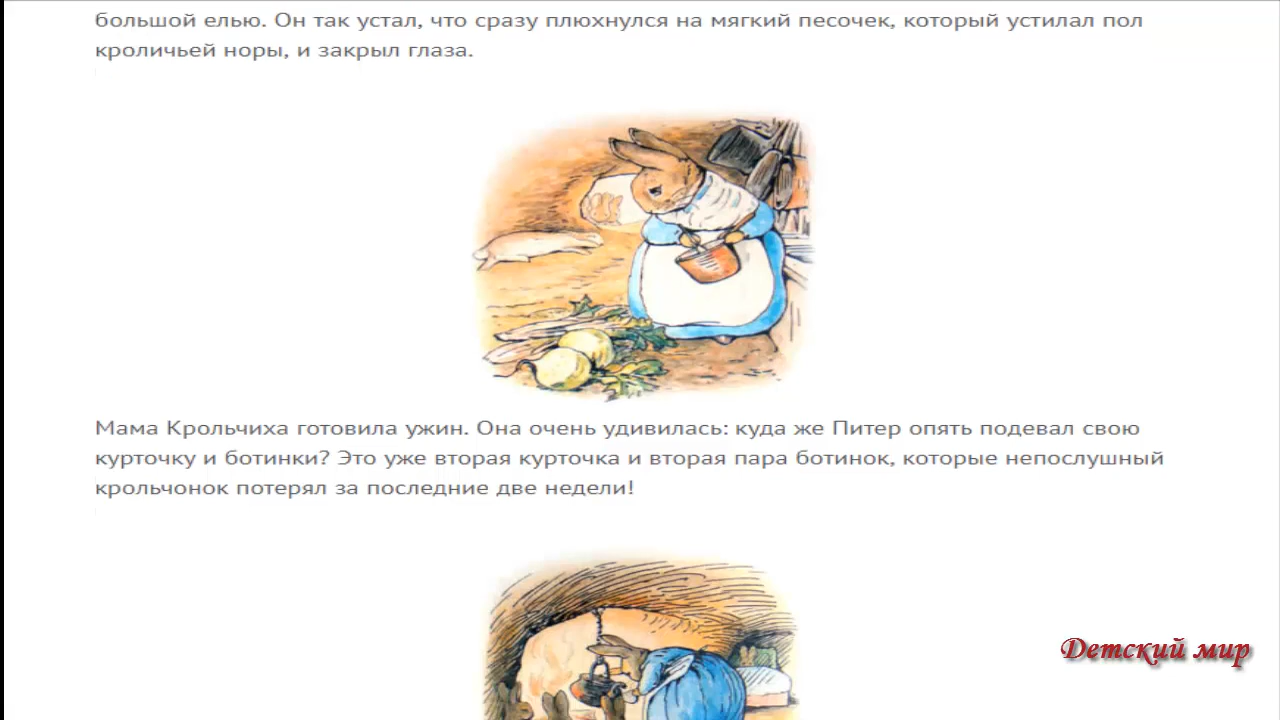 большой елью. Он так устал, что сразу плюхнулся на мягкий песочек, который устилал пол
кроличьей норы, и закрыл глаза.
Мама Крольчиха готовила ужин. Она очень удивилась: куда же Питер опять подевал свою
курточку и ботинки? Это уже вторая курточка и вторая пара ботинок, которые непослушный
крольчонок потерял за последние две недели!
Детский мир